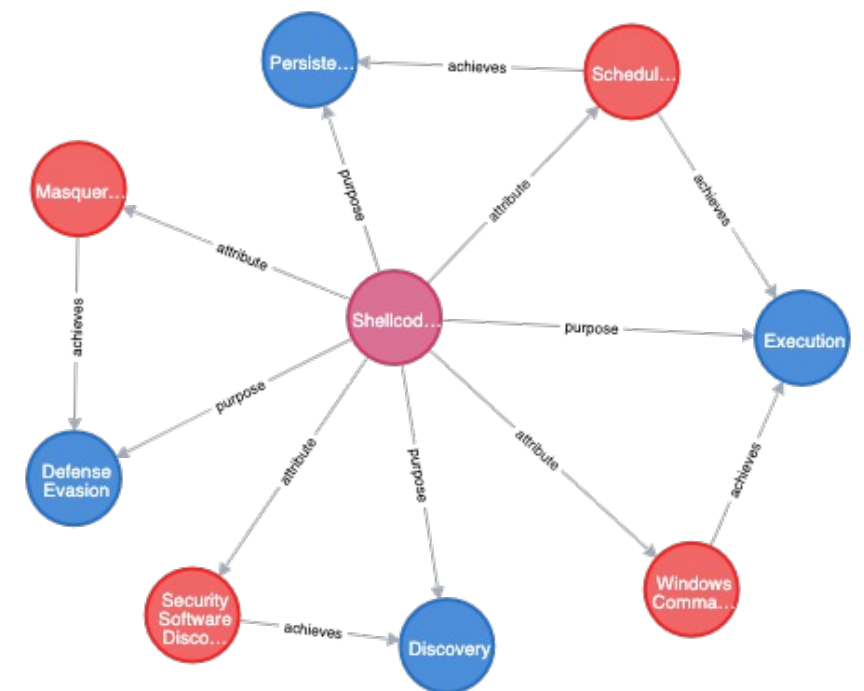 Persiste...
achieves
Schedul...
Masquer...
purpose
attribute
achieves
attribute
Shellcod...
achieves
purpose
Execution
purpose
Defense
Evasion
attribute
purpose
attribute
achieves
Security
Software
Disco...
achieves
Discovery
Windows
Comma...